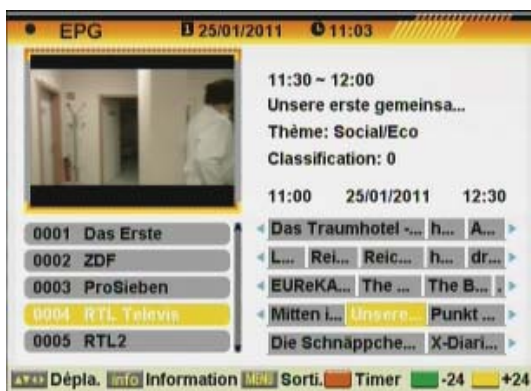 EPG 1 25/01/2011 11:03
11:30 ~ 12:00
Unsere erste gemeinsa...
Thème: Social/Eco
Classification: 0
11:00 25/01/2011 12:30
0001 Das Erste
0002 ZDF
0003 ProSieben
0004 RTL Televis
0005 RTL2
Das Traumhotel -... h... A...
L... Rei... Reic... h... dr...
EUReKA... The ... The B... .
Mitten i... Unsere... Punkt ...
Die Schnäppche... X-Diari...
Dépla. info Information MENU Sorti. Timer -24 +24